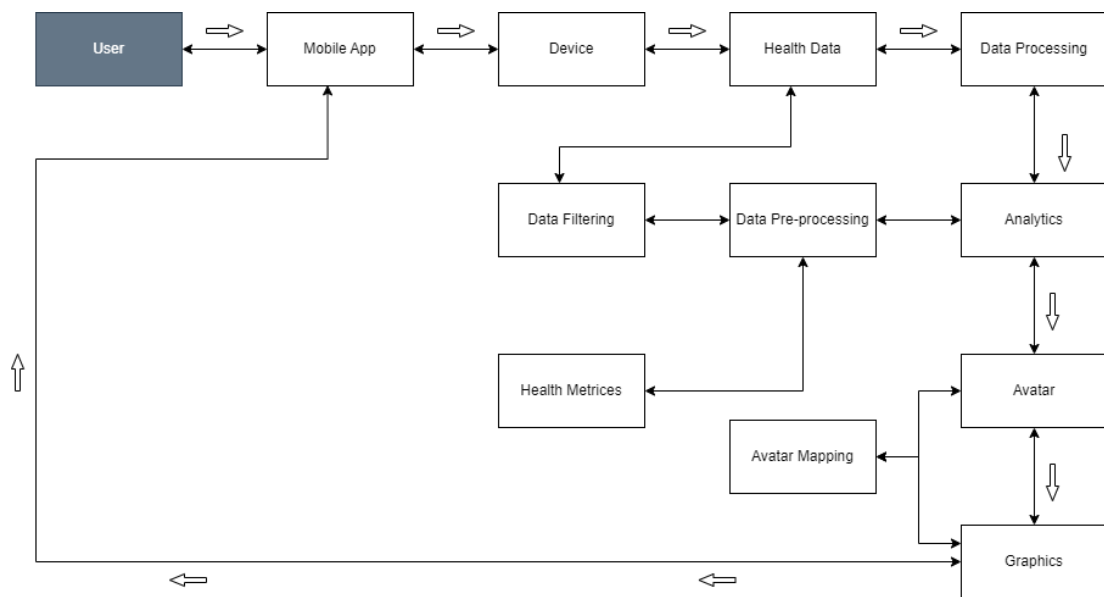 User
Mobile App
Device
Health Data
Data Processing
Data Filtering
Data Pre-processing
Analytics
Health Metrices
Avatar
Avatar Mapping
Graphics